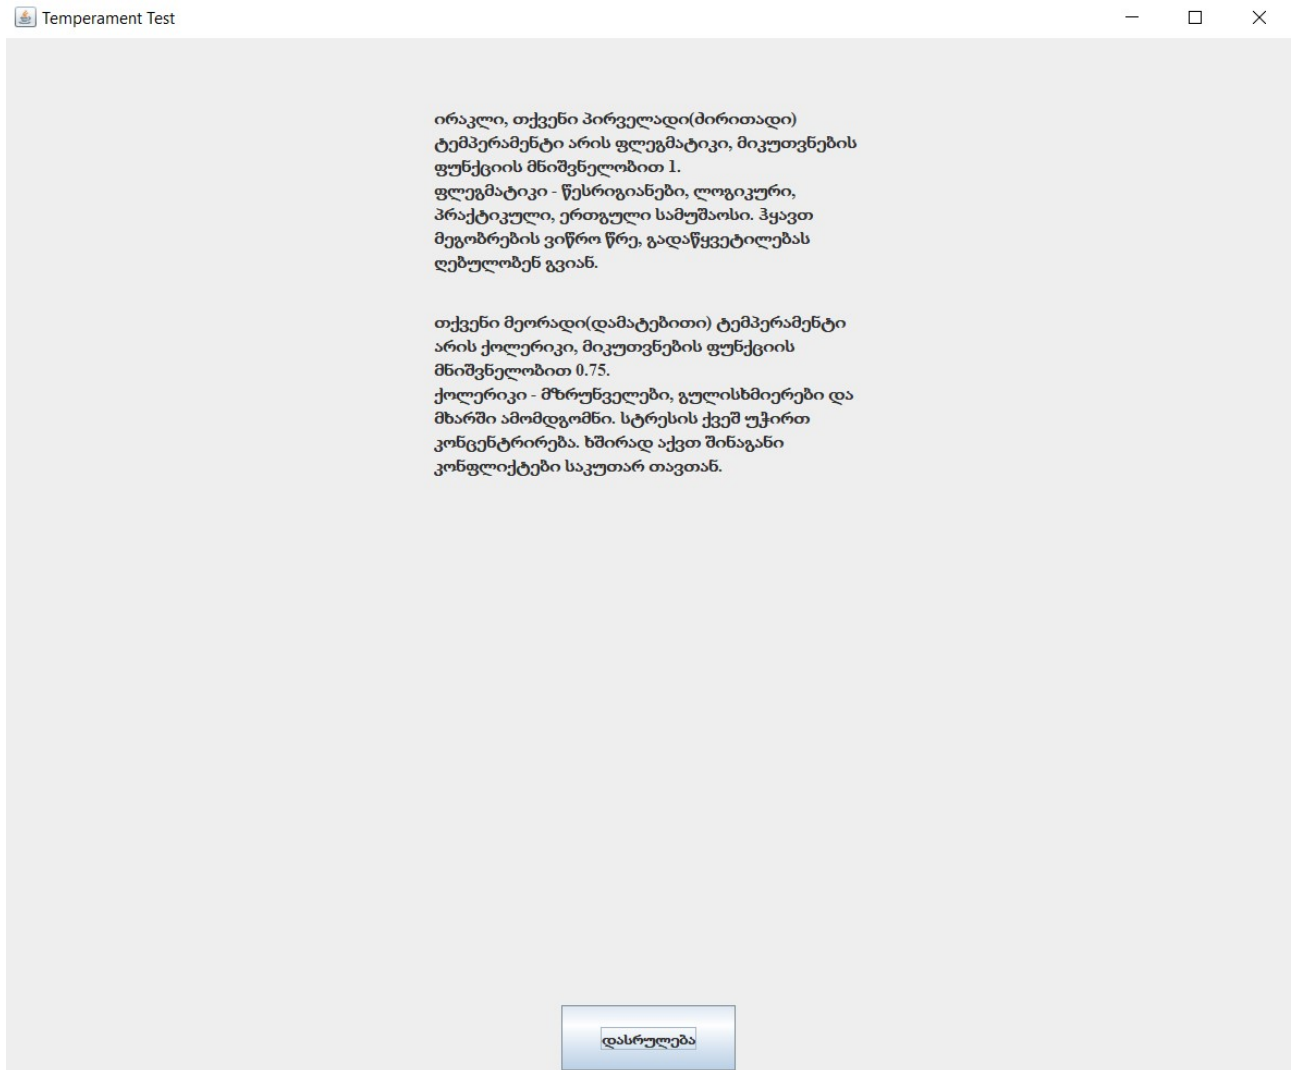 Temperament Test
ირაკლი, თქვენი პირველადი(ძირითადი)
ტემპერამენტი არის ფლეგმატიკი, მიკუთვნების
ფუნქციის მნიშვნელობით 1.
ფლეგმატიკი - წესრიგიანები, ლოგიკური,
პრაქტიკული, ერთგული სამუშაოსი. ჰყავთ
მეგობრების ვიწრო წრე, გადაწყვეტილებას
ღებულობენ გვიან.
თქვენი მეორადი(დამატებითი) ტემპერამენტი
არის ქოლერიკი, მიკუთვნების ფუნქციის
მნიშვნელობით 0.75.
ქოლერიკი - მზრუნველები, გულისხმიერები და
მხარში ამომდგომნი. სტრესის ქვეშ უჭირთ
კონცენტრირება. ხშირად აქვთ შინაგანი
კონფლიქტები საკუთარ თავთან.
დასრულება